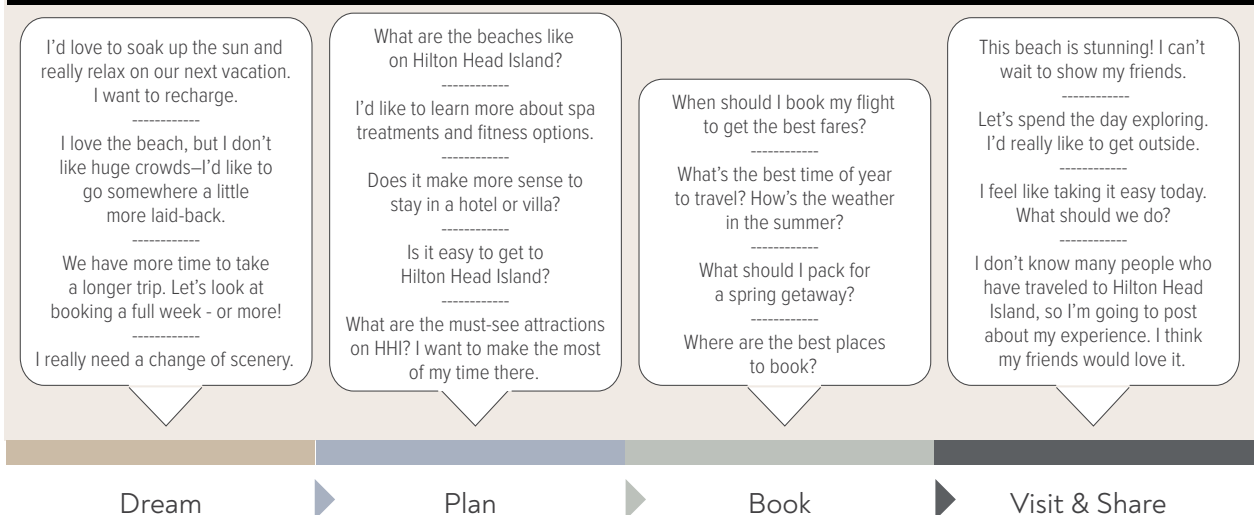 I'd love to soak up the sun and
really relax on our next vacation.
I want to recharge.
------------
I love the beach, but I don't
like huge crowds–I'd like to
go somewhere a little
more laid-back.
------------
We have more time to take
a longer trip. Let's look at
booking a full week - or more!
------------
I really need a change of scenery.
What are the beaches like
on Hilton Head Island?
------------
I'd like to learn more about spa
treatments and fitness options.
------------
Does it make more sense to
stay in a hotel or villa?
------------
Is it easy to get to
Hilton Head Island?
------------
What are the must-see attractions
on HHI? I want to make the most
of my time there.
When should I book my flight
to get the best fares?
------------
What's the best time of year
to travel? How's the weather
in the summer?
------------
What should I pack for
a spring getaway?
------------
Where are the best places
to book?
This beach is stunning! I can't
wait to show my friends.
------------
Let's spend the day exploring.
I'd really like to get outside.
------------
I feel like taking it easy today.
What should we do?
------------
I don't know many people who
have traveled to Hilton Head
Island, so I'm going to post
about my experience. I think
my friends would love it.
Dream
Plan
Book
Visit & Share